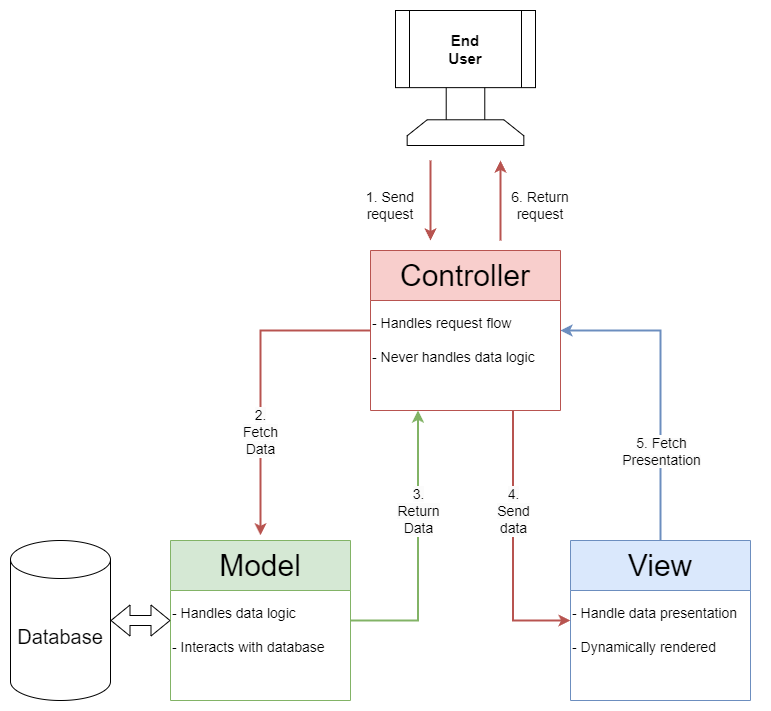 End
User
1. Send
request
6. Return
request
Controller
- Handles request flow
- Never handles data logic
2.
Fetch
Data
3.
Return
Data
4.
Send
data
5. Fetch
Presentation
Database
Model
- Handles data logic
- Interacts with database
View
- Handle data presentation
- Dynamically rendered